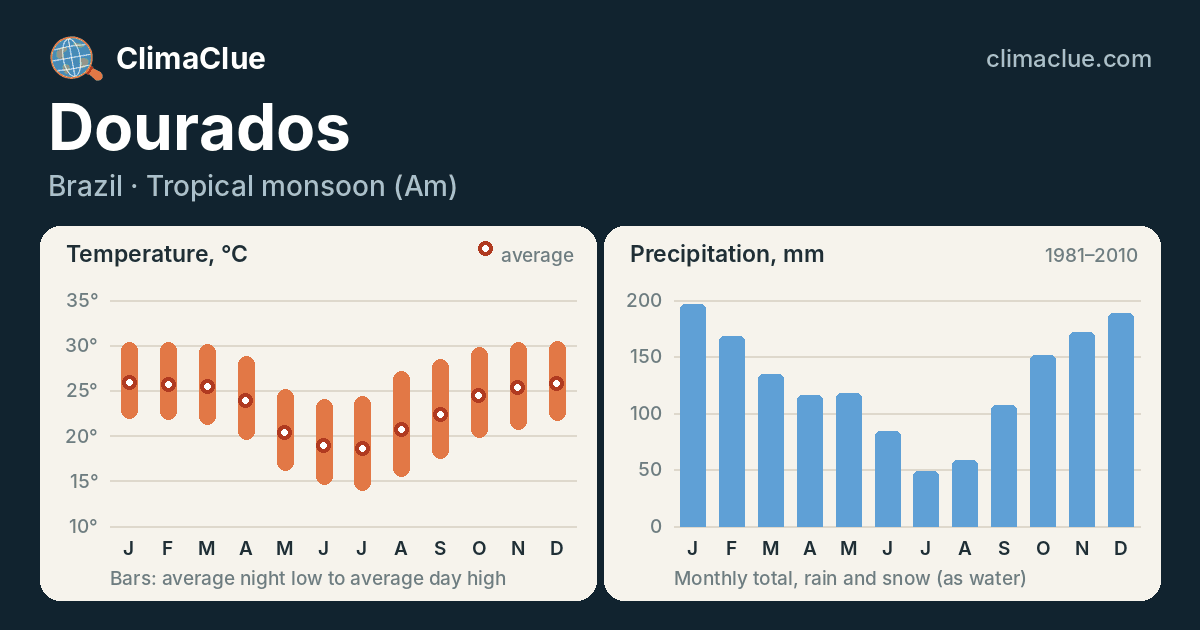 ClimaClue
climaclue.com
Dourados
Brazil · Tropical monsoon (Am)
Temperature, °C
average
35°
30°
25°
20°
15°
10°
J F M A M J J A S O N D
Bars: average night low to average day high
Precipitation, mm
1981–2010
200
150
100
50
0
J F M A M J J A S O N D
Monthly total, rain and snow (as water)